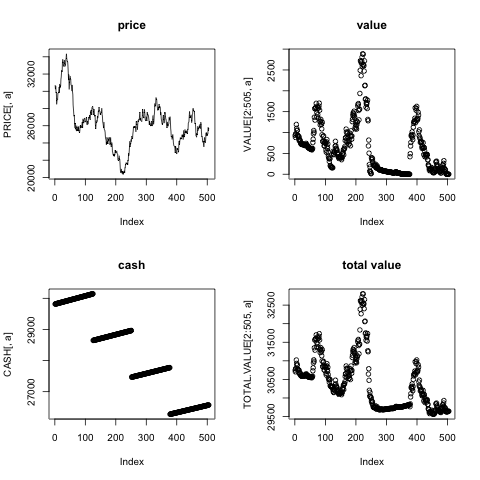 price
PRICE[, a]
20000 26000 32000
0 100 200 300 400 500
Index
value
VALUE[2:505, a]
0 500 1500 2500
0 100 200 300 400 500
Index
cash
CASH[, a]
27000 29000
0 100 200 300 400 500
Index
total value
TOTAL.VALUE[2:505, a]
29500 30500 31500 32500
0 100 200 300 400 500
Index